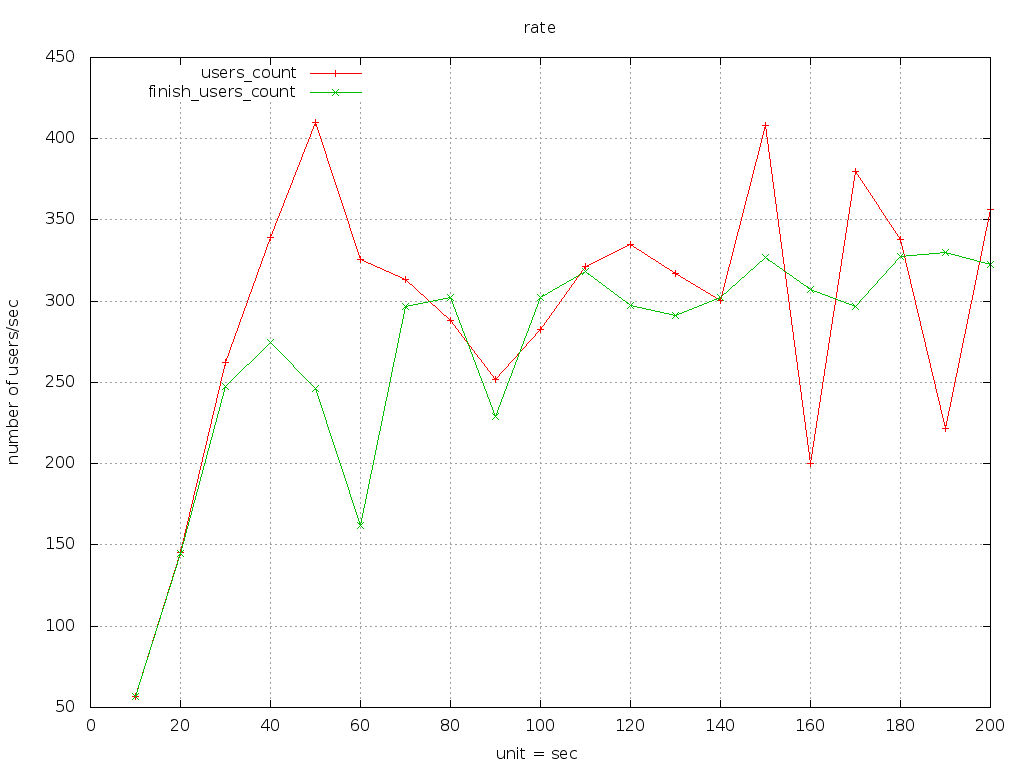 rate
450
400
350
300
250
200
150
100
50
users_count
finish_users_count
number of users/sec
0 20 40 60 80 100 120 140 160 180 200
unit = sec